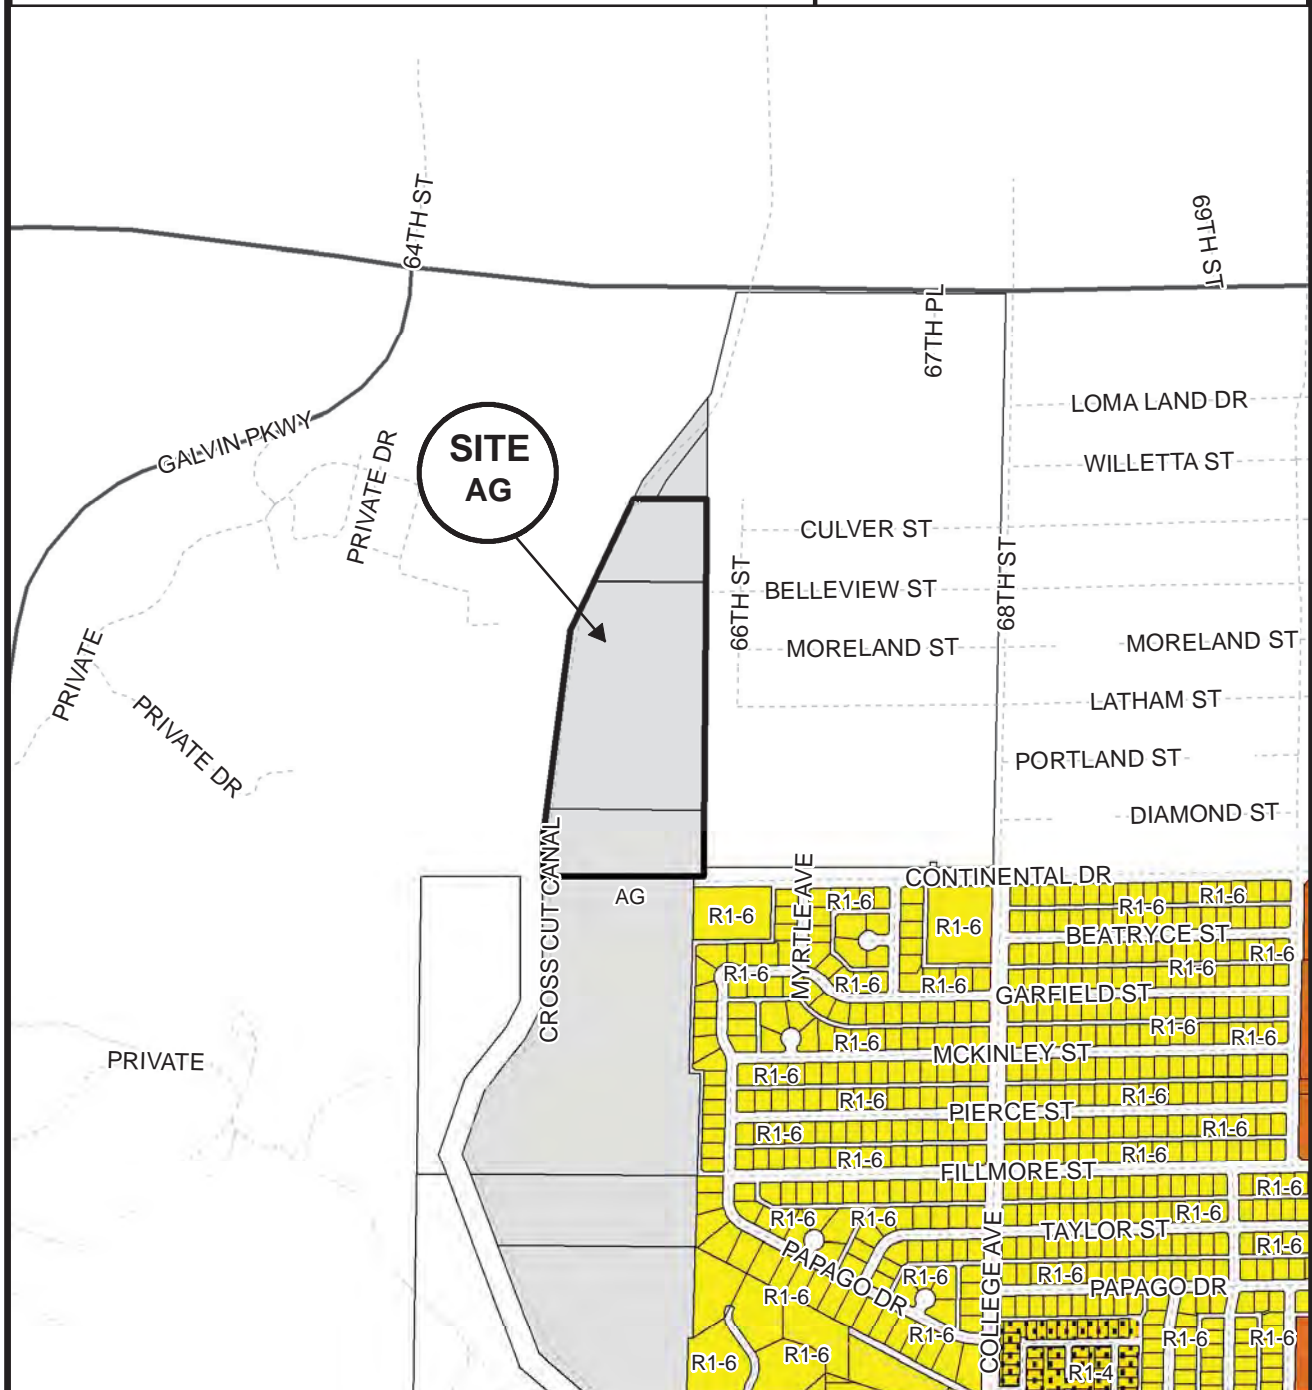 64TH ST
69TH ST
67TH PL
LOMA LAND DR
GALVIN PKWY
PRIVATE DR
SITE
AG
WILLETTA ST
CULVER ST
68TH ST
66TH ST
BELLEVIEW ST
MORELAND ST
MORELAND ST
PRIVATE
PRIVATE DR
LATHAM ST
PORTLAND ST
DIAMOND ST
CROSS CUT CANAL
MYRTLE AVE
CONTINENTAL DR
AG
R1-6
R1-6
R1-6
R1-6
R1-6
BEATRYCE ST
R1-6
R1-6
R1-6
R1-6
R1-6
GARFIELD ST
R1-6
R1-6
R1-6
MCKINLEY ST
PRIVATE
R1-6
R1-6
R1-6
PIERCE ST
R1-6
R1-6
R1-6
R1-6
FILLMORE ST
R1-6
R1-6
R1-6
R1-6
COLLEGE AVE
TAYLOR ST
R1-6
PAPAGO DR
R1-6
R1-6
PAPAGO DR
R1-6
R1-6
R1-6
R1-6
R1-6
R1-6
R1-4